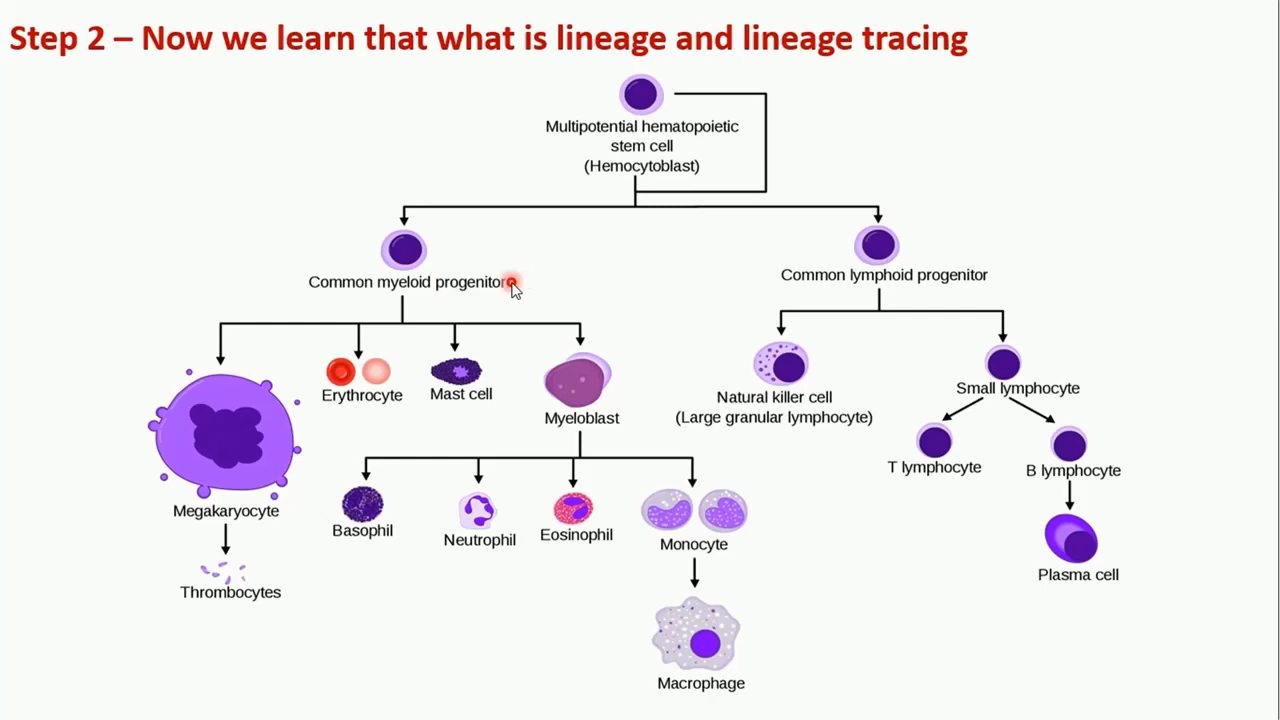 Step 2 – Now we learn that what is lineage and lineage tracing
Multipotential hematopoietic
stem cell
(Hemocytoblast)
Common myeloid progenitor
Common lymphoid progenitor
Megakaryocyte
Thrombocytes
Erythrocyte
Mast cell
Myeloblast
Basophil
Neutrophil
Eosinophil
Monocyte
Macrophage
Natural killer cell
(Large granular lymphocyte)
Small lymphocyte
T lymphocyte
B lymphocyte
Plasma cell